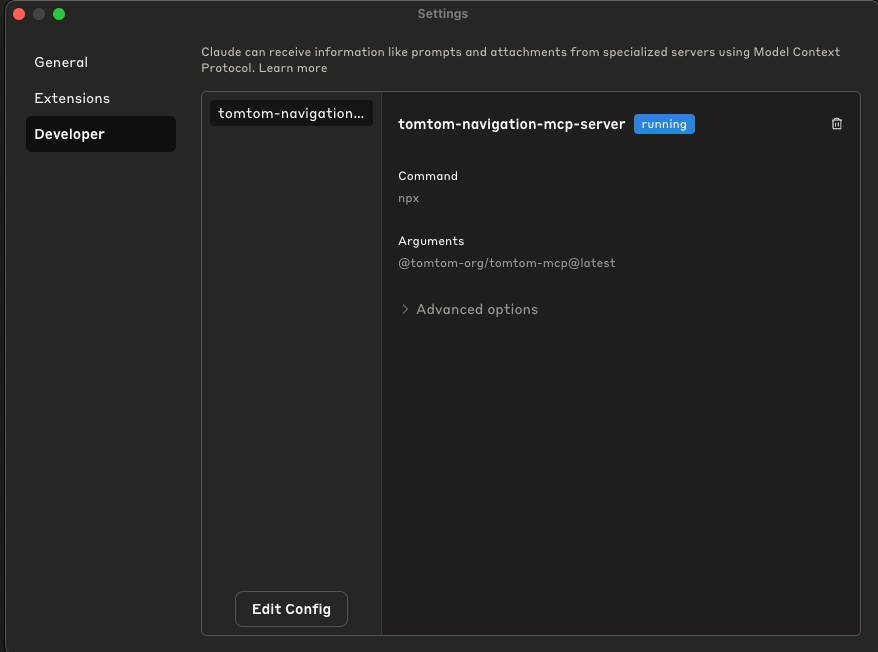 Settings
General
Extensions
Developer
Claude can receive information like prompts and attachments from specialized servers using Model Context
Protocol. Learn more
tomtom-navigation...
Edit Config
tomtom-navigation-mcp-server running
Command
npx
Arguments
@tomtom-org/tomtom-mcp@latest
Advanced options